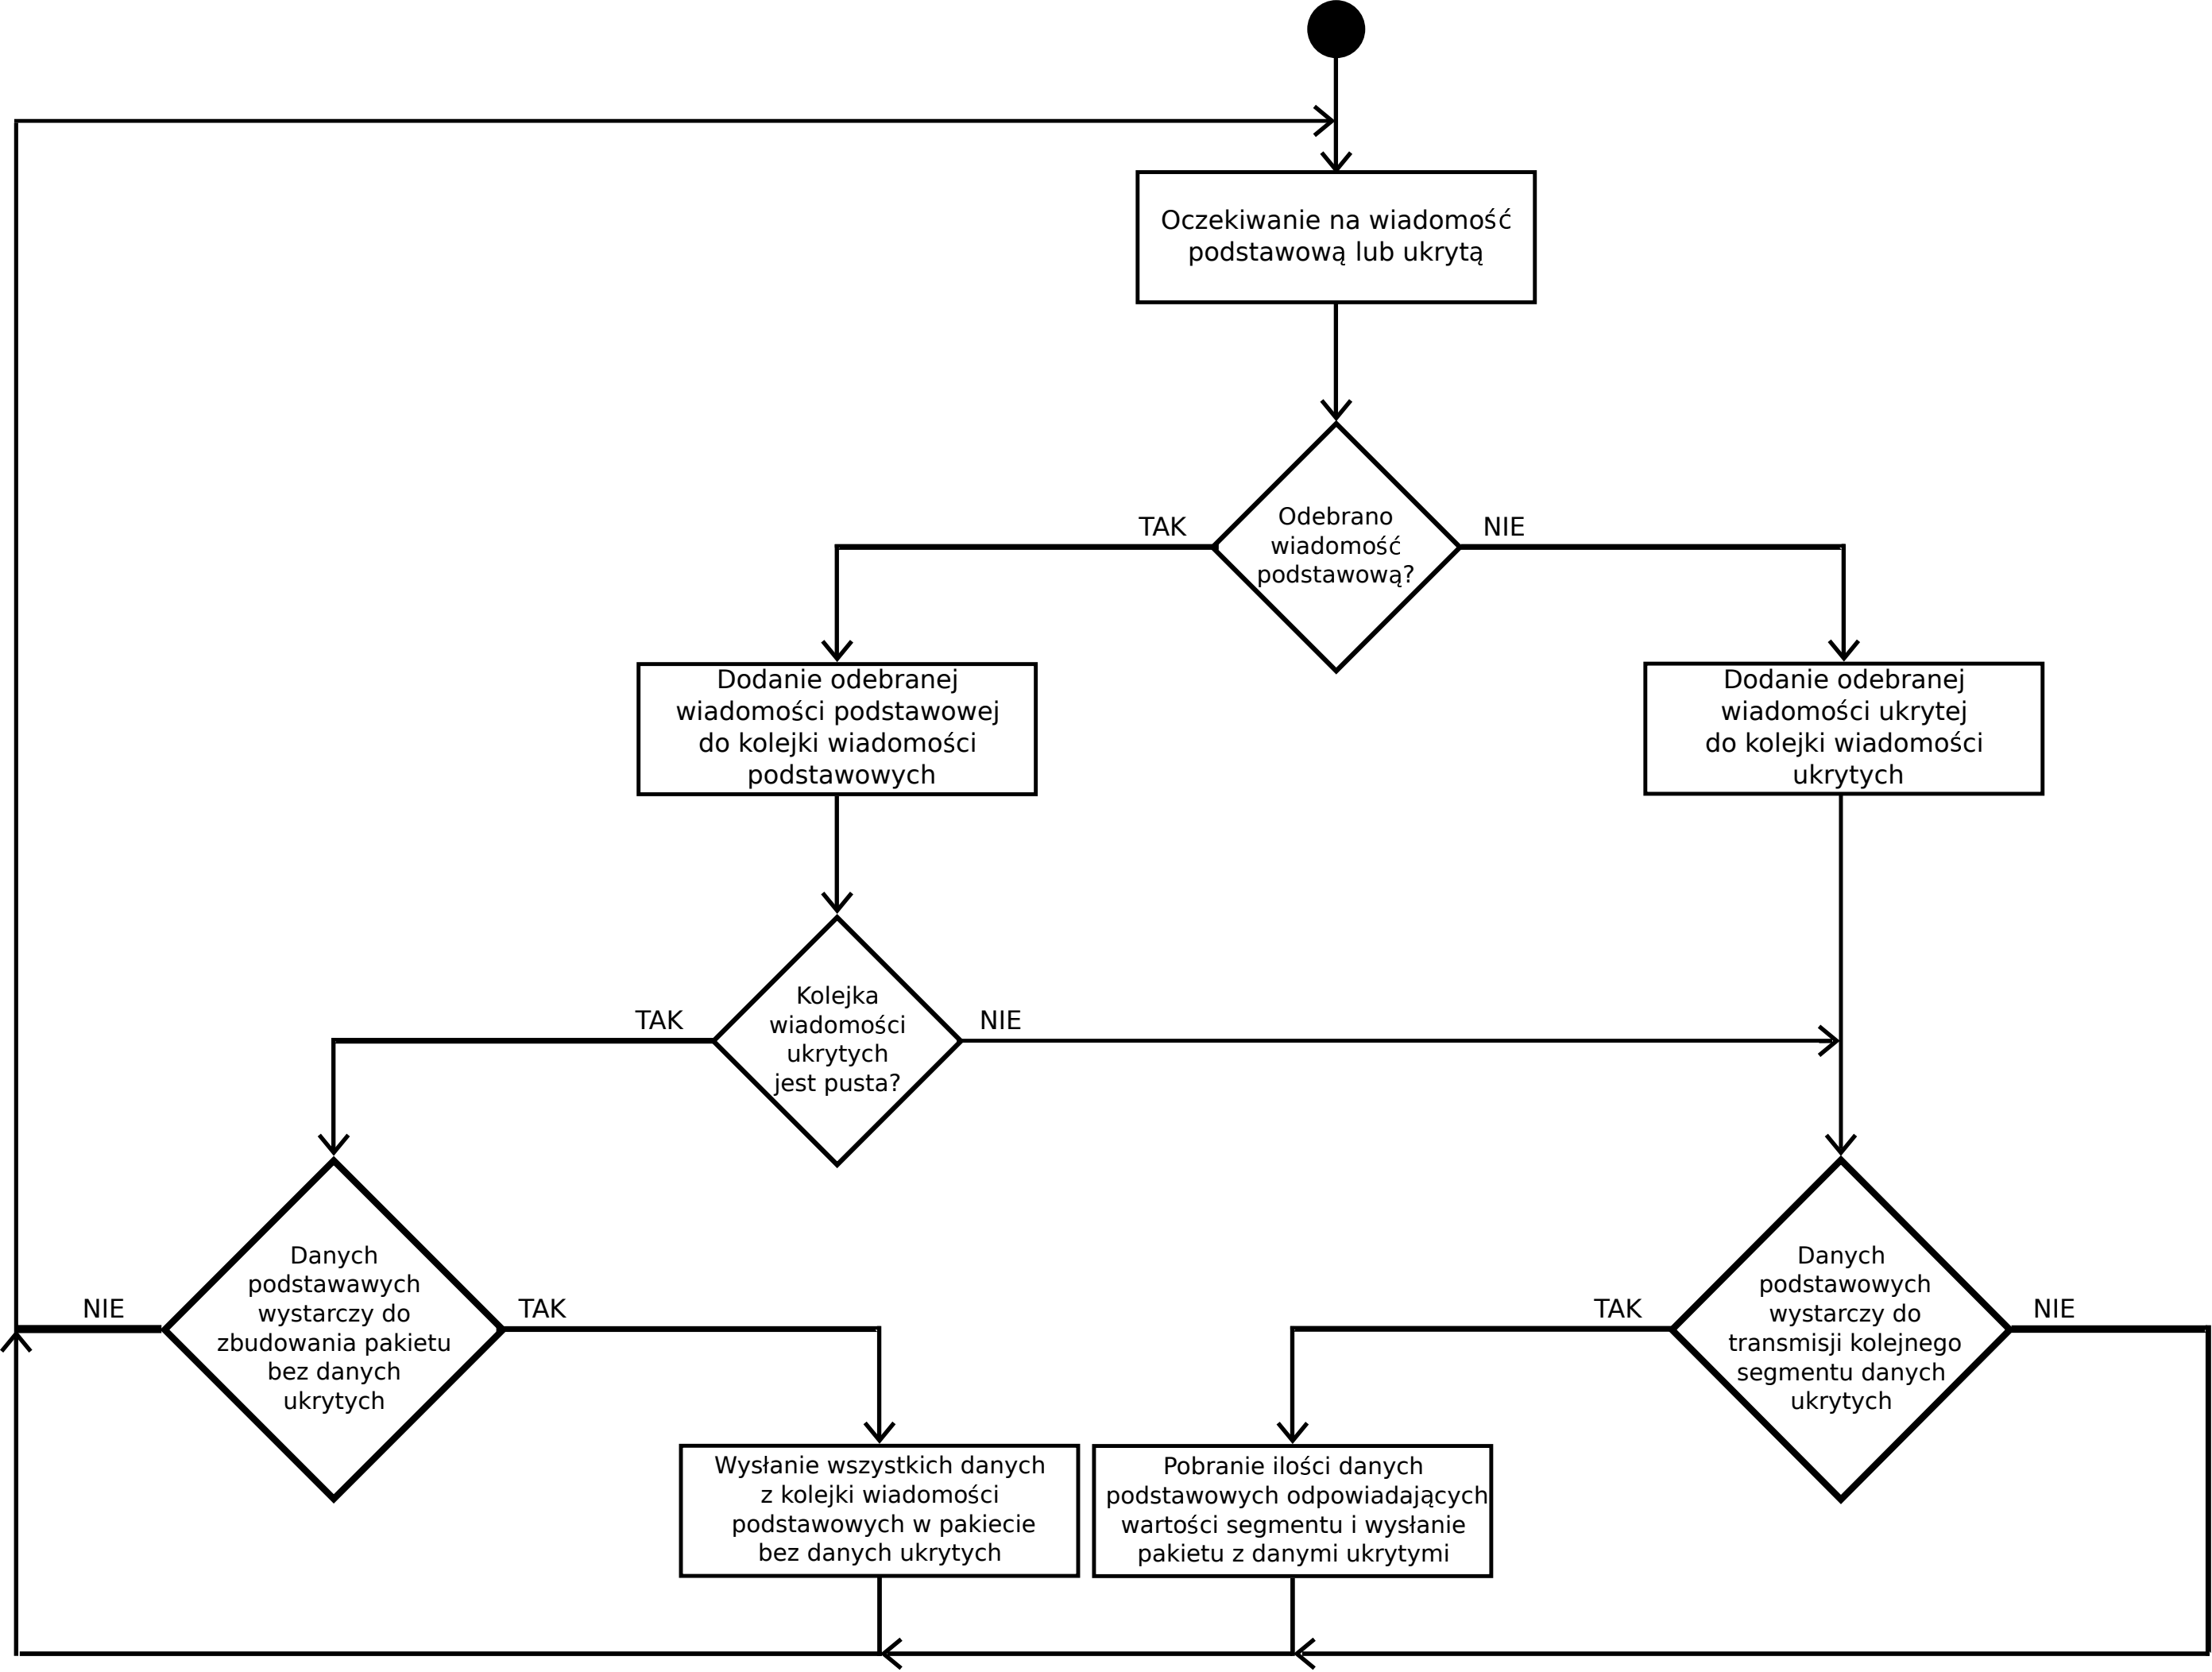 Oczekiwanie na wiadomość
podstawową lub ukrytą
TAK
Odebrano
wiadomość
podstawową?
NIE
Dodanie odebranej
wiadomości podstawowej
do kolejki wiadomości
podstawowych
Dodanie odebranej
wiadomości ukrytej
do kolejki wiadomości
ukrytych
TAK
Kolejka
wiadomości
ukrytych
jest pusta?
NIE
NIE
Danych
podstawawych
wystarczy do
zbudowania pakietu
bez danych
ukrytych
TAK
TAK
Danych
podstawowych
wystarczy do
transmisji kolejnego
segmentu danych
ukrytych
NIE
Wysłanie wszystkich danych
z kolejki wiadomości
podstawowych w pakiecie
bez danych ukrytych
Pobranie ilości danych
podstawowych odpowiadających
wartości segmentu i wysłanie
pakietu z danymi ukrytymi